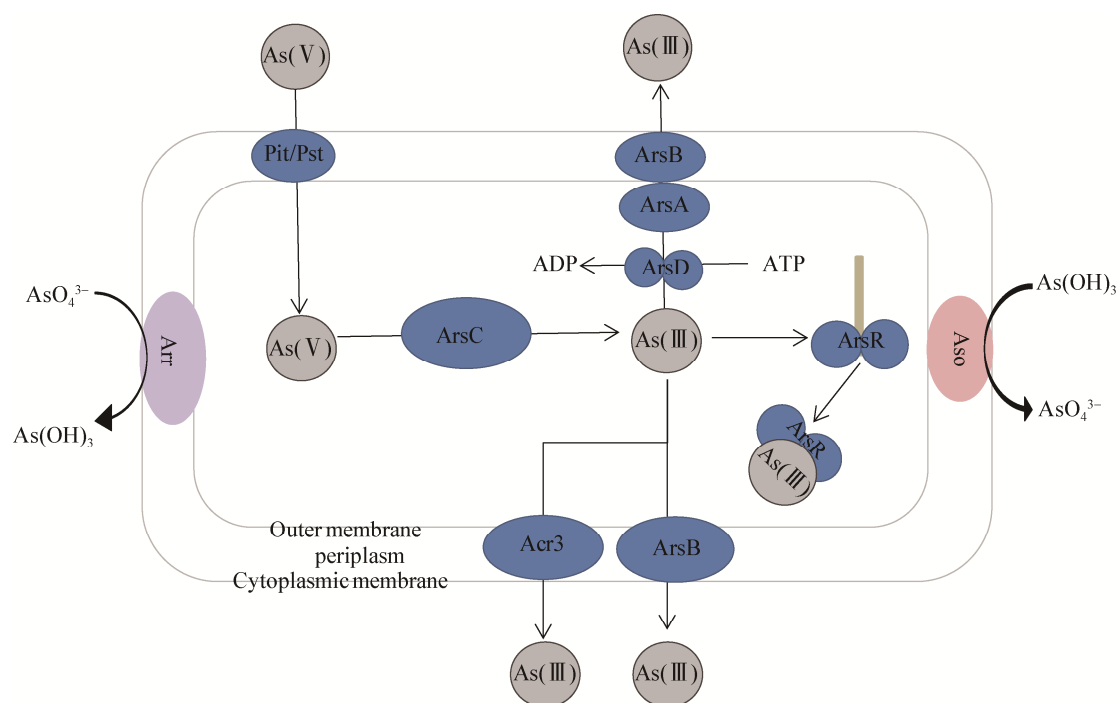 As(Ⅴ)
As(Ⅲ)
Pit/Pst
ArsB
ArsA
ADP
ArsD
ATP
AsO₄³⁻
As(OH)₃
Arr
As(Ⅴ)
ArsC
As(Ⅲ)
ArsR
Aso
As(OH)₃
AsO₄³⁻
ArsR
As(Ⅲ)
Outer membrane
periplasm
Cytoplasmic membrane
Acr3
ArsB
As(Ⅲ)
As(Ⅲ)